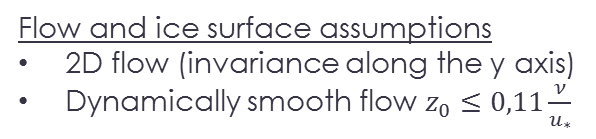 Flow and ice surface assumptions
• 2D flow (invariance along the y axis)
• Dynamically smooth flow z₀ ≤ 0,11 ν/u*